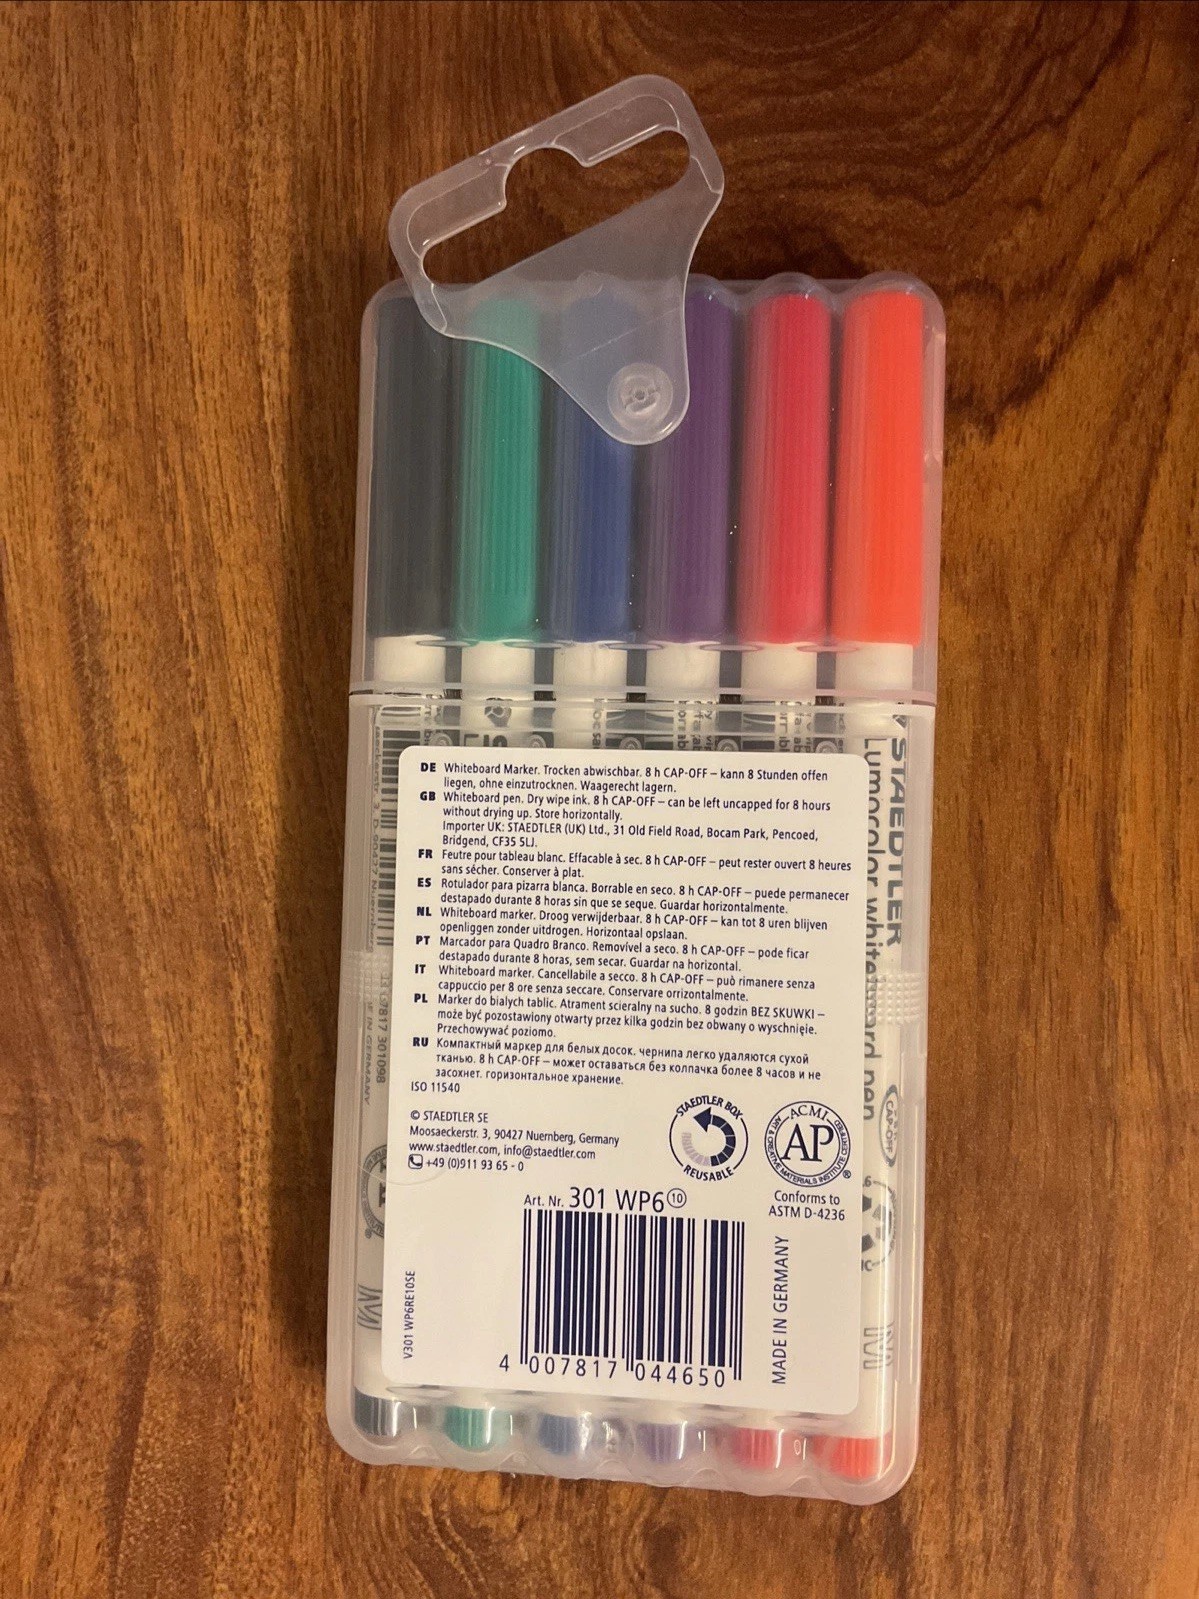 DE Whiteboard Marker. Trocken abwischbar. 8 h CAP-OFF – kann 8 Stunden offen
liegen, ohne einzutrocknen. Waagerecht lagern.
GB Whiteboard pen. Dry wipe ink. 8 h CAP-OFF – can be left uncapped for 8 hours
without drying up. Store horizontally.
Importer UK: STAEDTLER (UK) Ltd., 31 Old Field Road, Bocam Park, Pencoed,
Bridgend, CF35 5LJ.
FR Feutre pour tableau blanc. Effacable à sec. 8 h CAP-OFF – peut rester ouvert 8 heures
sans sécher. Conserver à plat.
ES Rotulador para pizarra blanca. Borrable en seco. 8 h CAP-OFF – puede permanecer
destapado durante 8 horas sin que se seque. Guardar horizontalmente.
NL Whiteboard marker. Droog verwijderbaar. 8 h CAP-OFF – kan tot 8 uren blijven
openliggen zonder uitdrogen. Horizontaal opslaan.
PT Marcador para Quadro Branco. Removível a seco. 8 h CAP-OFF – pode ficar
destapado durante 8 horas, sem secar. Guardar na horizontal.
IT Whiteboard marker. Cancellabile a secco. 8 h CAP-OFF – può rimanere senza
cappuccio per 8 ore senza seccare. Conservare orrizontalmente.
PL Marker do bialych tablic. Atrament scieralny na sucho. 8 godzin BEZ SKUWKI –
może być pozostawiony otwarty przez kilka godzin bez obwany o wyschnięie.
Przechowywać poziomo.
RU Компактный маркер для белых досок. чернила легко удаляются сухой
тканью. 8 h CAP-OFF – может оставаться без колпачка более 8 часов и не
засохнет. горизонтальное хранение.
ISO 11540
© STAEDTLER SE
Moosaeckerstr. 3, 90427 Nuernberg, Germany
www.staedtler.com, info@staedtler.com
+49 (0)911 93 65 - 0
STAEDTLER BOX
REUSABLE
ACMI
AP
ART & CREATIVE MATERIALS INSTITUTE CERTIFIED
®
Conforms to
ASTM D-4236
Art. Nr. 301 WP6 10
4 007817 044650
MADE IN GERMANY
V301 WP6RE10SE
STAEDTLER
Lumocolor whiteboard pen
CAP-OFF